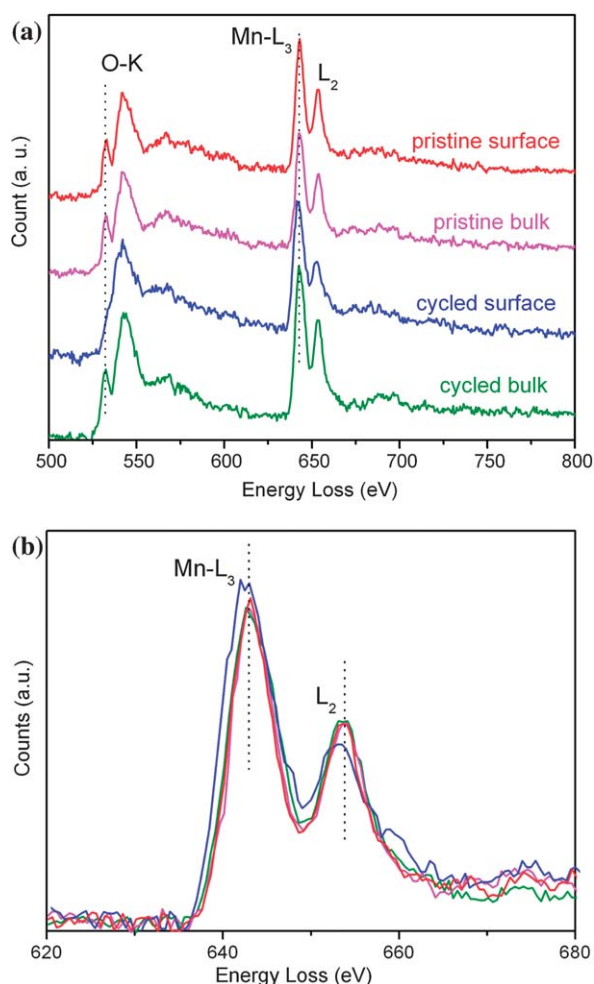 (a)
Mn-L3
O-K
L2
pristine surface
pristine bulk
cycled surface
cycled bulk
Count (a. u.)
500 550 600 650 700 750 800
Energy Loss (eV)
(b)
Mn-L3
L2
Counts (a.u.)
620 640 660 680
Energy Loss (eV)